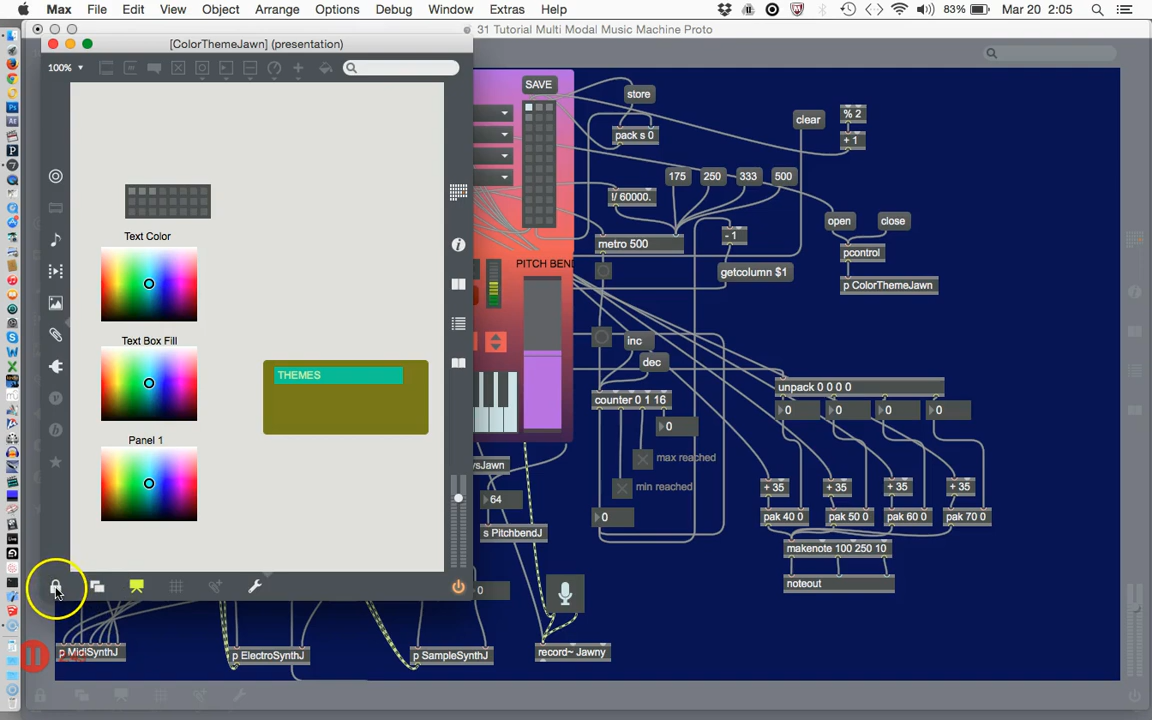 Max File Edit View Object Arrange Options Debug Window Extras Help
83% Mar 20 2:05
31 Tutorial Multi Modal Music Machine Proto
[ColorThemeJawn] (presentation)
100%
Text Color
Text Box Fill
Panel 1
THEMES
SAVE
PITCH BEND
store
pack s 0
clear
% 2
+ 1
175 250 333 500
!/ 60000.
metro 500
- 1
getcolumn $1
open close
pcontrol
p ColorThemeJawn
inc
dec
counter 0 1 16
0
max reached
min reached
0
unpack 0 0 0 0
0 0 0 0
+ 35 + 35 + 35 + 35
pak 40 0 pak 50 0 pak 60 0 pak 70 0
makenote 100 250 10
noteout
ysJawn
64
s PitchbendJ
0
p MidiSynthJ
p ElectroSynthJ
p SampleSynthJ
record~ Jawny